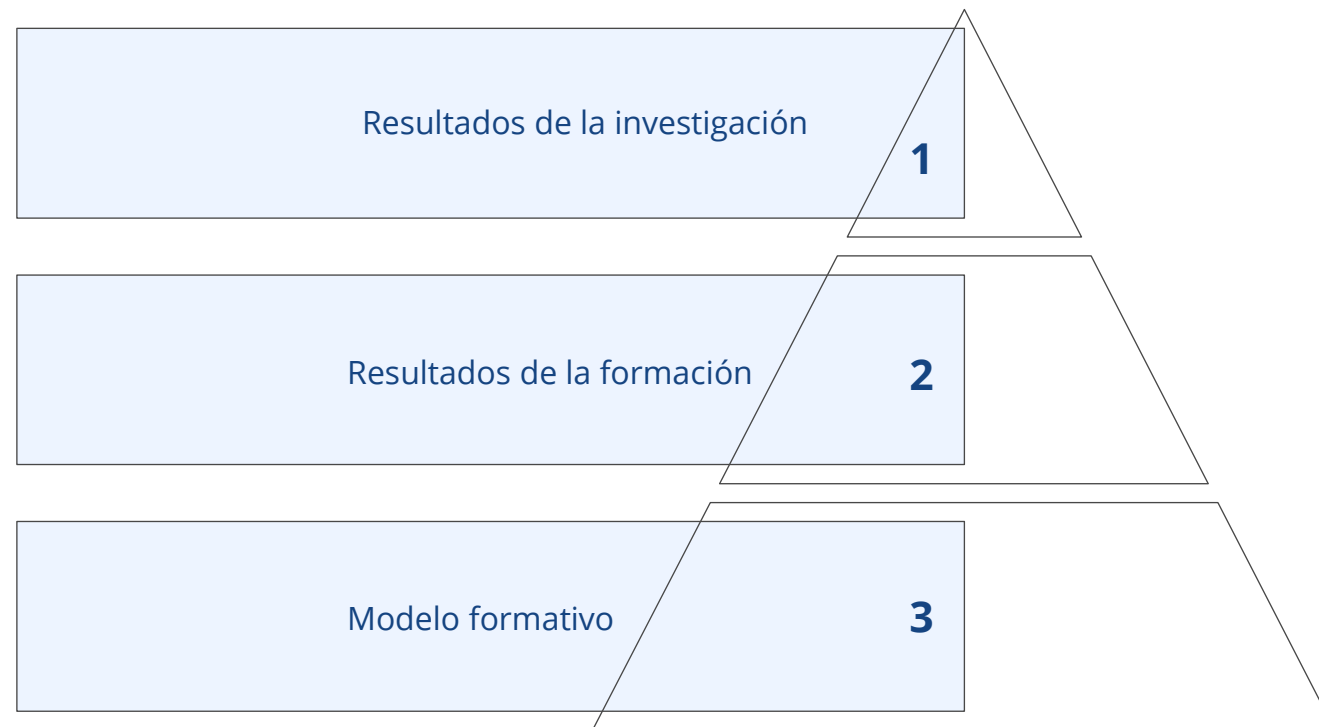 Resultados de la investigación
1
Resultados de la formación
2
Modelo formativo
3